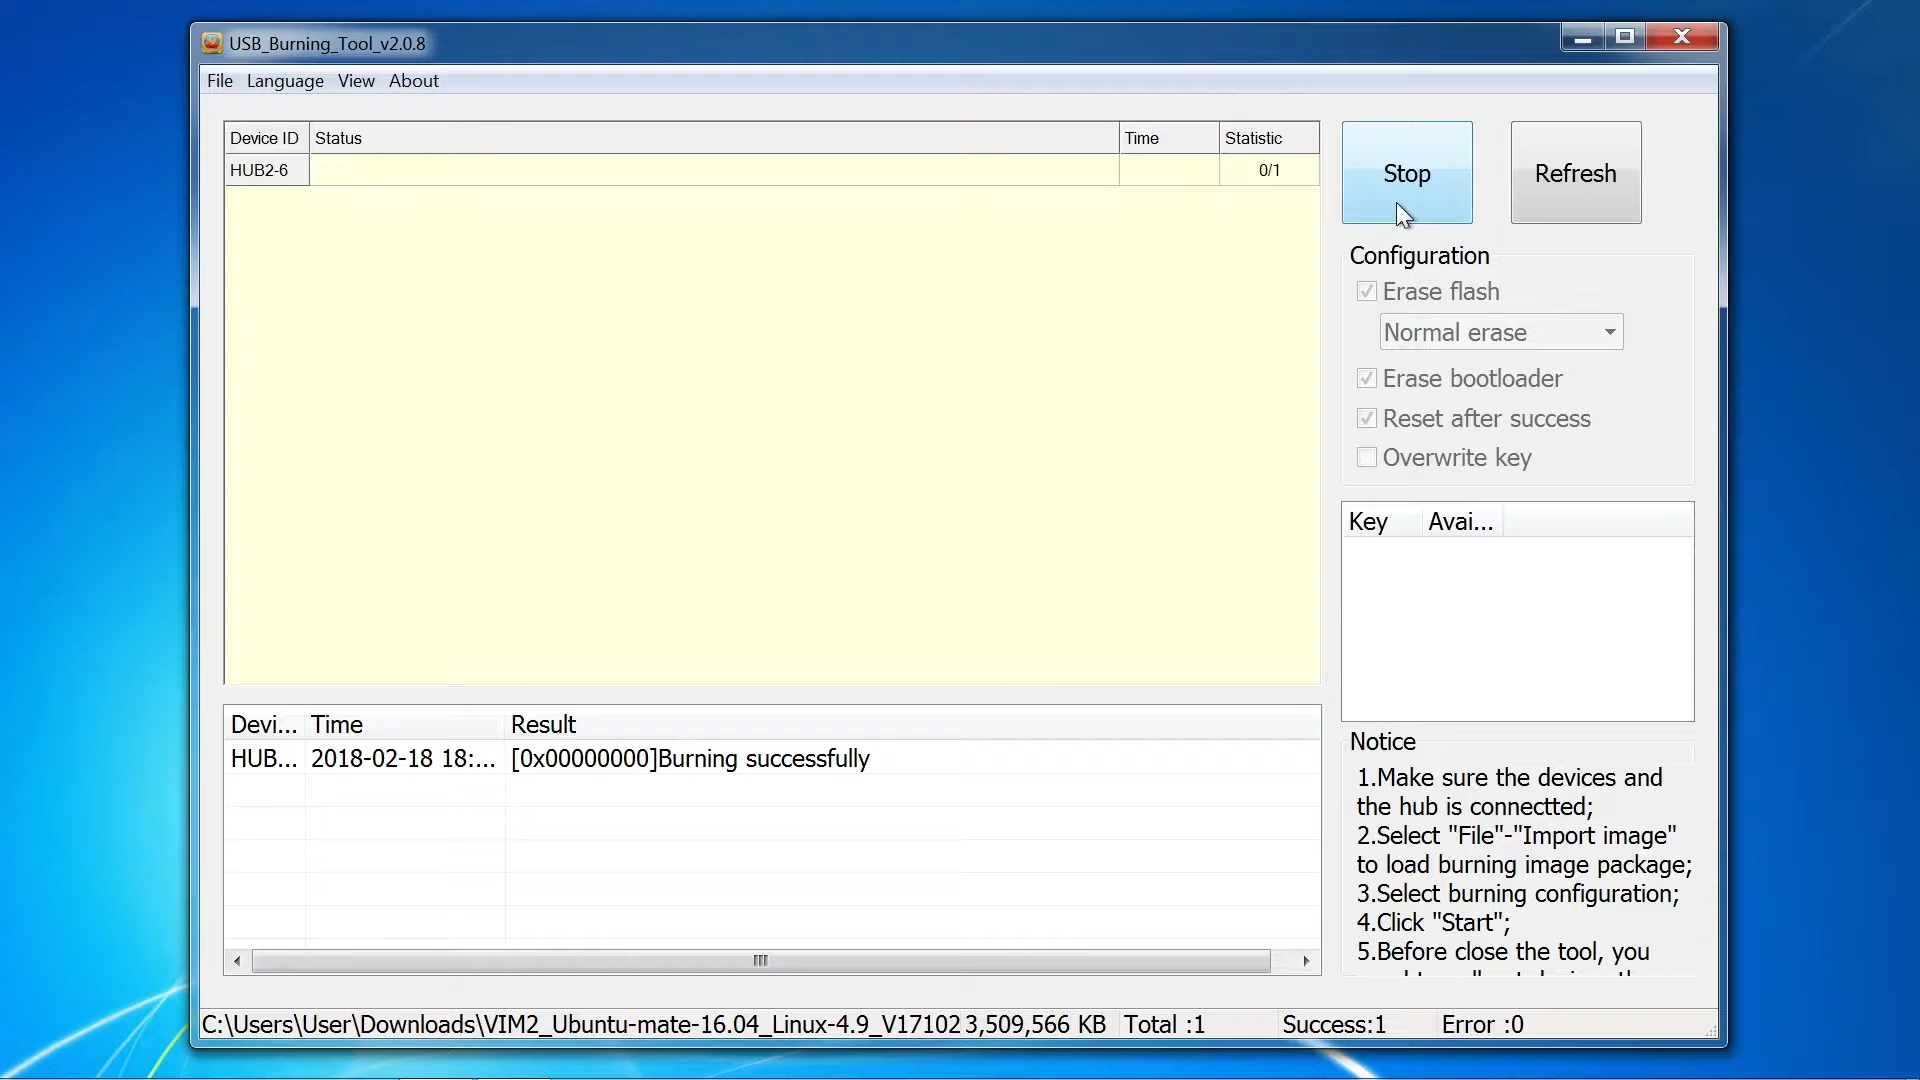 USB_Burning_Tool_v2.0.8
File Language View About
Device ID Status Time Statistic
HUB2-6 0/1
Stop
Refresh
Configuration
Erase flash
Normal erase
Erase bootloader
Reset after success
Overwrite key
Key Avai...
Devi... Time Result
HUB... 2018-02-18 18:... [0x00000000]Burning successfully
Notice
1.Make sure the devices and
the hub is connectted;
2.Select "File"-"Import image"
to load burning image package;
3.Select burning configuration;
4.Click "Start";
5.Before close the tool, you
C:\Users\User\Downloads\VIM2_Ubuntu-mate-16.04_Linux-4.9_V17102 3,509,566 KB Total :1 Success:1 Error :0